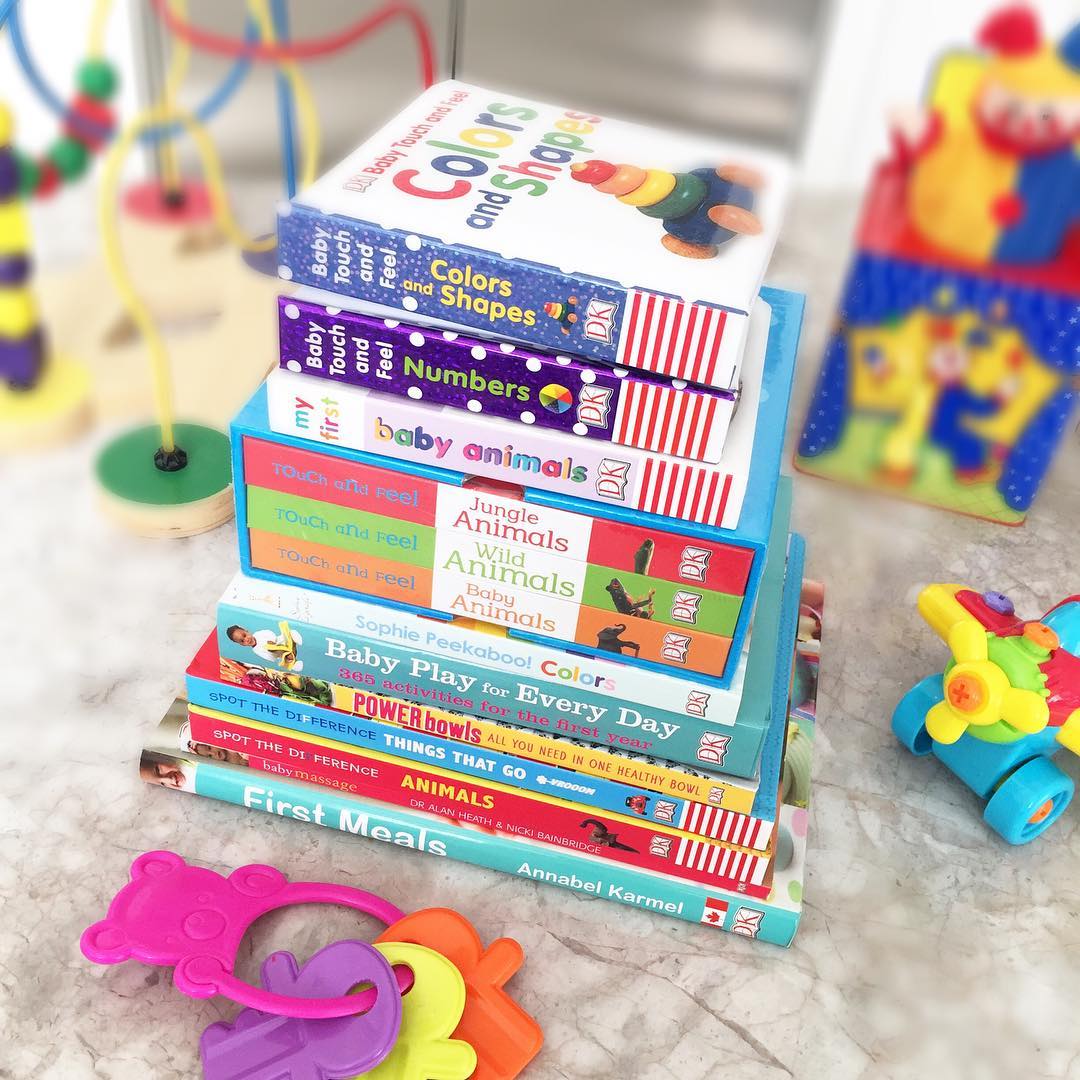 DK Baby Touch and Feel
Colors
and Shapes
Baby
Touch
and
Feel
Colors
and Shapes
DK
Baby
Touch
and
Feel
Numbers
DK
my
first
baby animals
DK
Touch and Feel
Jungle
Animals
DK
Touch and Feel
Wild
Animals
DK
Touch and Feel
Baby
Animals
DK
Sophie Peekaboo! Colors
DK
Baby Play for Every Day
365 activities for the first year
DK
POWER bowls ALL YOU NEED IN ONE HEALTHY BOWL
DK
SPOT THE DIFFERENCE THINGS THAT GO VROOOM
DK
SPOT THE DIFFERENCE ANIMALS
DK
baby massage DR ALAN HEATH & NICKI BAINBRIDGE
DK
First Meals Annabel Karmel
DK